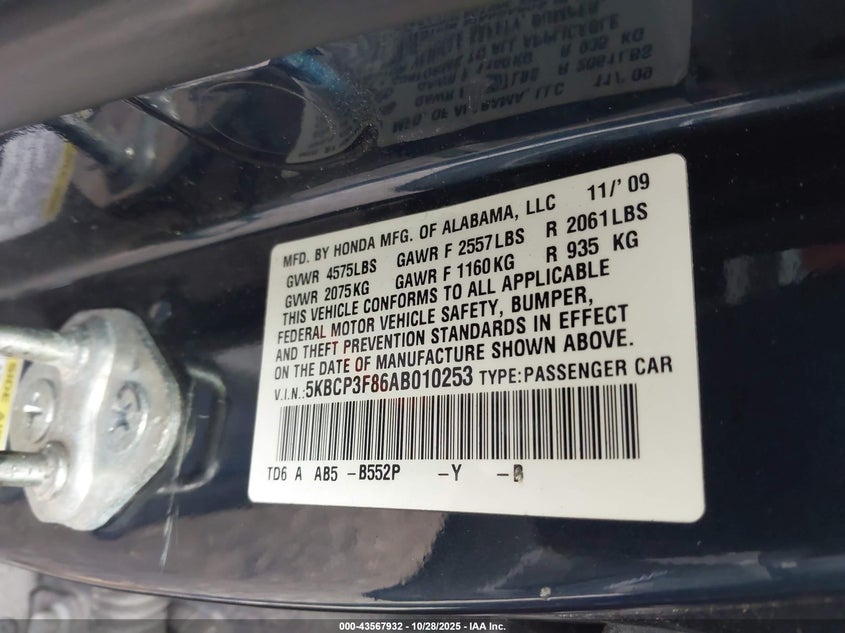 MFD. BY HONDA MFG. OF ALABAMA, LLC 11/'09
GVWR 4575LBS GAWR F 2557LBS R 2061LBS
GVWR 2075KG GAWR F 1160KG R 935 KG
THIS VEHICLE CONFORMS TO ALL APPLICABLE
FEDERAL MOTOR VEHICLE SAFETY, BUMPER,
AND THEFT PREVENTION STANDARDS IN EFFECT
ON THE DATE OF MANUFACTURE SHOWN ABOVE.
V.I.N.:5KBCP3F86AB010253 TYPE:PASSENGER CAR
TD6 A AB5 -B552P -Y -B
SIDE
000-43567932 - 10/28/2025 - IAA Inc.